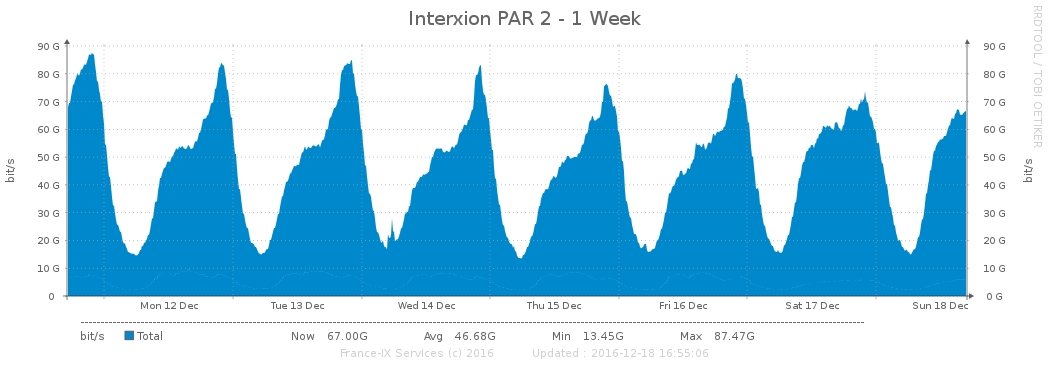 Interxion PAR 2 - 1 Week
RRDTOOL / TOBI OETIKER
90 G 90 G
80 G 80 G
70 G 70 G
60 G 60 G
50 G 50 G
40 G 40 G
30 G 30 G
20 G 20 G
10 G 10 G
0 0 G
bit/s bit/s
Mon 12 Dec Tue 13 Dec Wed 14 Dec Thu 15 Dec Fri 16 Dec Sat 17 Dec Sun 18 Dec
bit/s Total Now 67.00G Avg 46.68G Min 13.45G Max 87.47G
France-IX Services (c) 2016 Updated : 2016-12-18 16:55:06